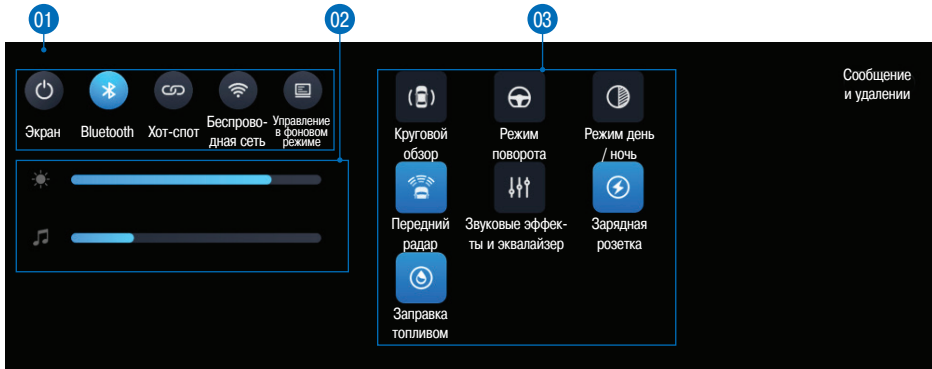 01
02
03
Экран
Bluetooth
Хот-спот
Беспрово-
дная сеть
Управление
в фоновом
режиме
Круговой
обзор
Режим
поворота
Режим день
/ ночь
Передний
радар
Звуковые эффек-
ты и эквалайзер
Зарядная
розетка
Заправка
топливом
Сообщение
и удалении